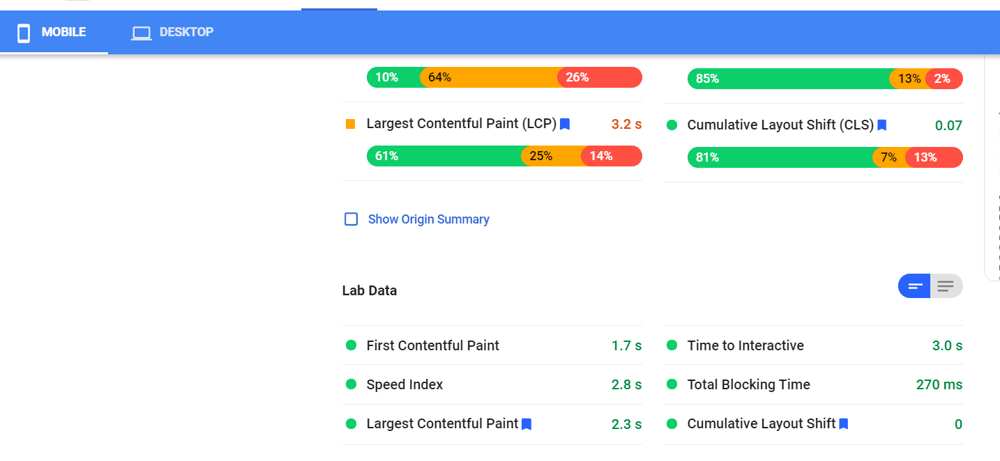 MOBILE
DESKTOP
10% 64% 26%
85% 13% 2%
Largest Contentful Paint (LCP) 3.2 s
Cumulative Layout Shift (CLS) 0.07
61% 25% 14%
81% 7% 13%
Show Origin Summary
Lab Data
First Contentful Paint 1.7 s
Time to Interactive 3.0 s
Speed Index 2.8 s
Total Blocking Time 270 ms
Largest Contentful Paint 2.3 s
Cumulative Layout Shift 0